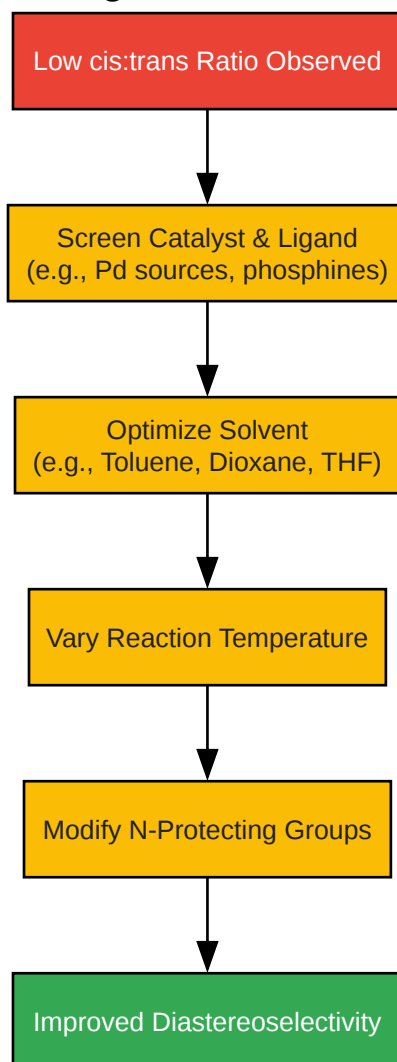 Low cis:trans Ratio Observed
Screen Catalyst & Ligand
(e.g., Pd sources, phosphines)
Optimize Solvent
(e.g., Toluene, Dioxane, THF)
Vary Reaction Temperature
Modify N-Protecting Groups
Improved Diastereoselectivity